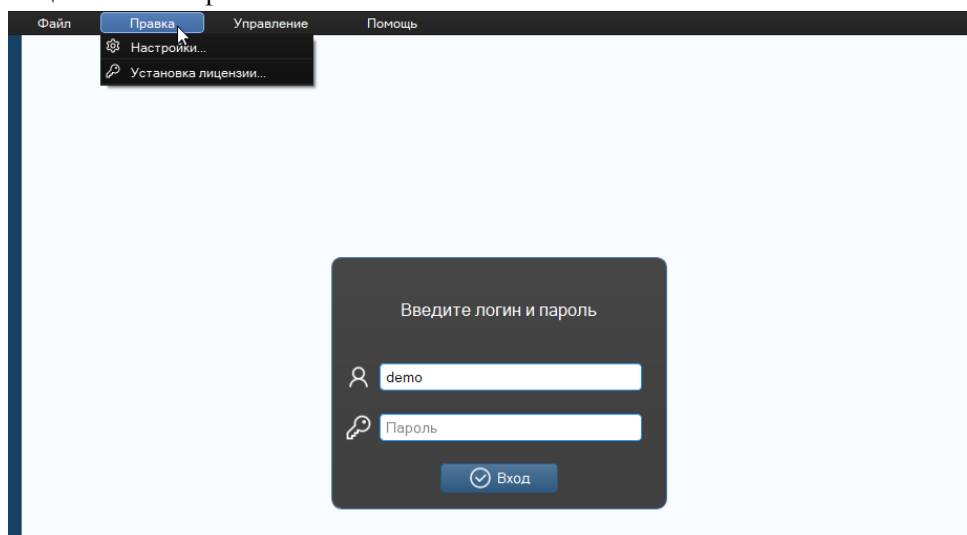 Файл Правка Управление Помощь
Настройки...
Установка лицензии...
Введите логин и пароль
demo
Пароль
Вход